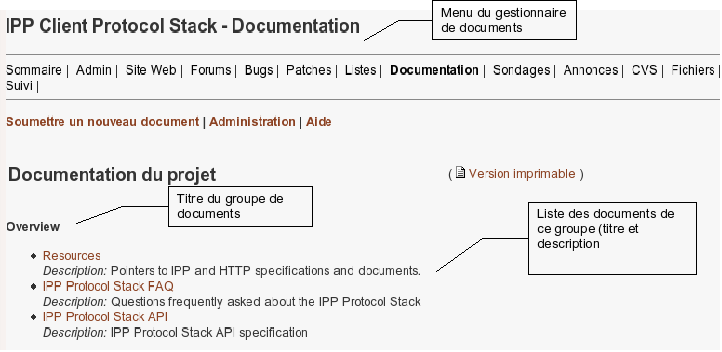 IPP Client Protocol Stack - Documentation
Menu du gestionnaire
de documents
Sommaire | Admin | Site Web | Forums | Bugs | Patches | Listes | Documentation | Sondages | Annonces | CVS | Fichiers |
Suivi |
Soumettre un nouveau document | Administration | Aide
Documentation du projet
( Version imprimable )
Titre du groupe de
documents
Liste des documents de
ce groupe (titre et
description
Overview
Resources
Description: Pointers to IPP and HTTP specifications and documents.
IPP Protocol Stack FAQ
Description: Questions frequently asked about the IPP Protocol Stack
IPP Protocol Stack API
Description: IPP Protocol Stack API specification